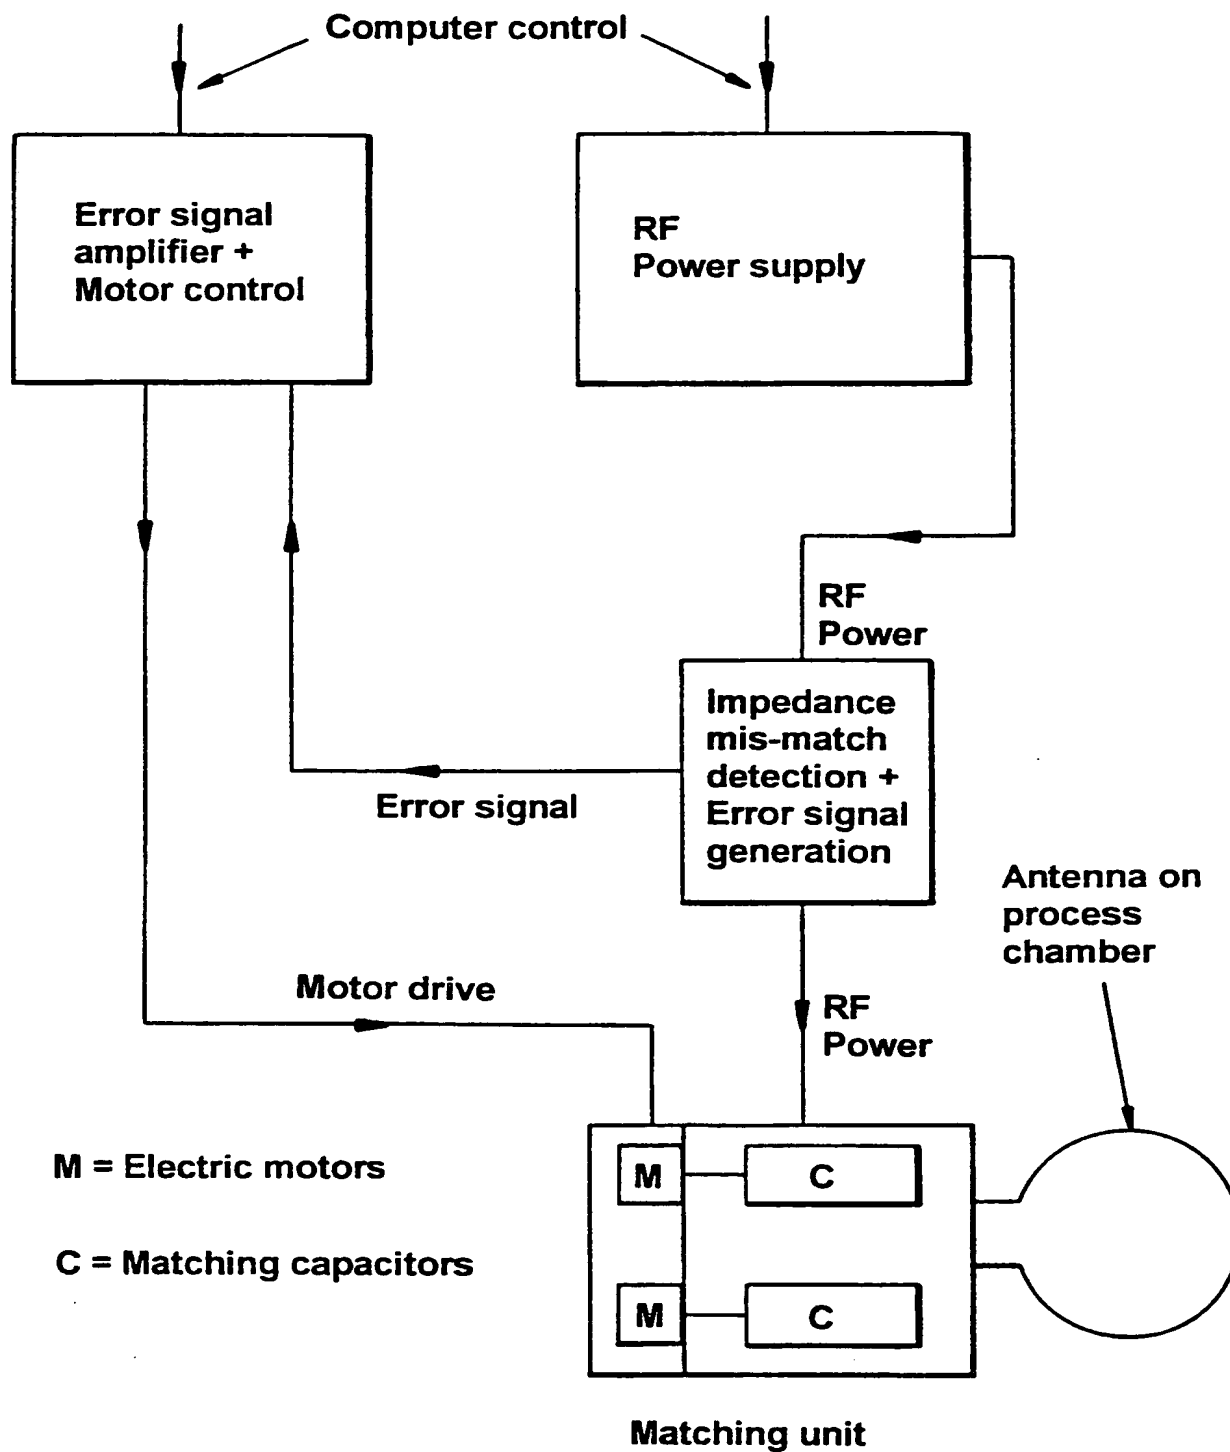 Computer control
Error signal
amplifier +
Motor control
RF
Power supply
RF
Power
Impedance
mis-match
detection +
Error signal
generation
Error signal
Antenna on
process
chamber
Motor drive
RF
Power
M = Electric motors
M
C
C = Matching capacitors
M
C
Matching unit